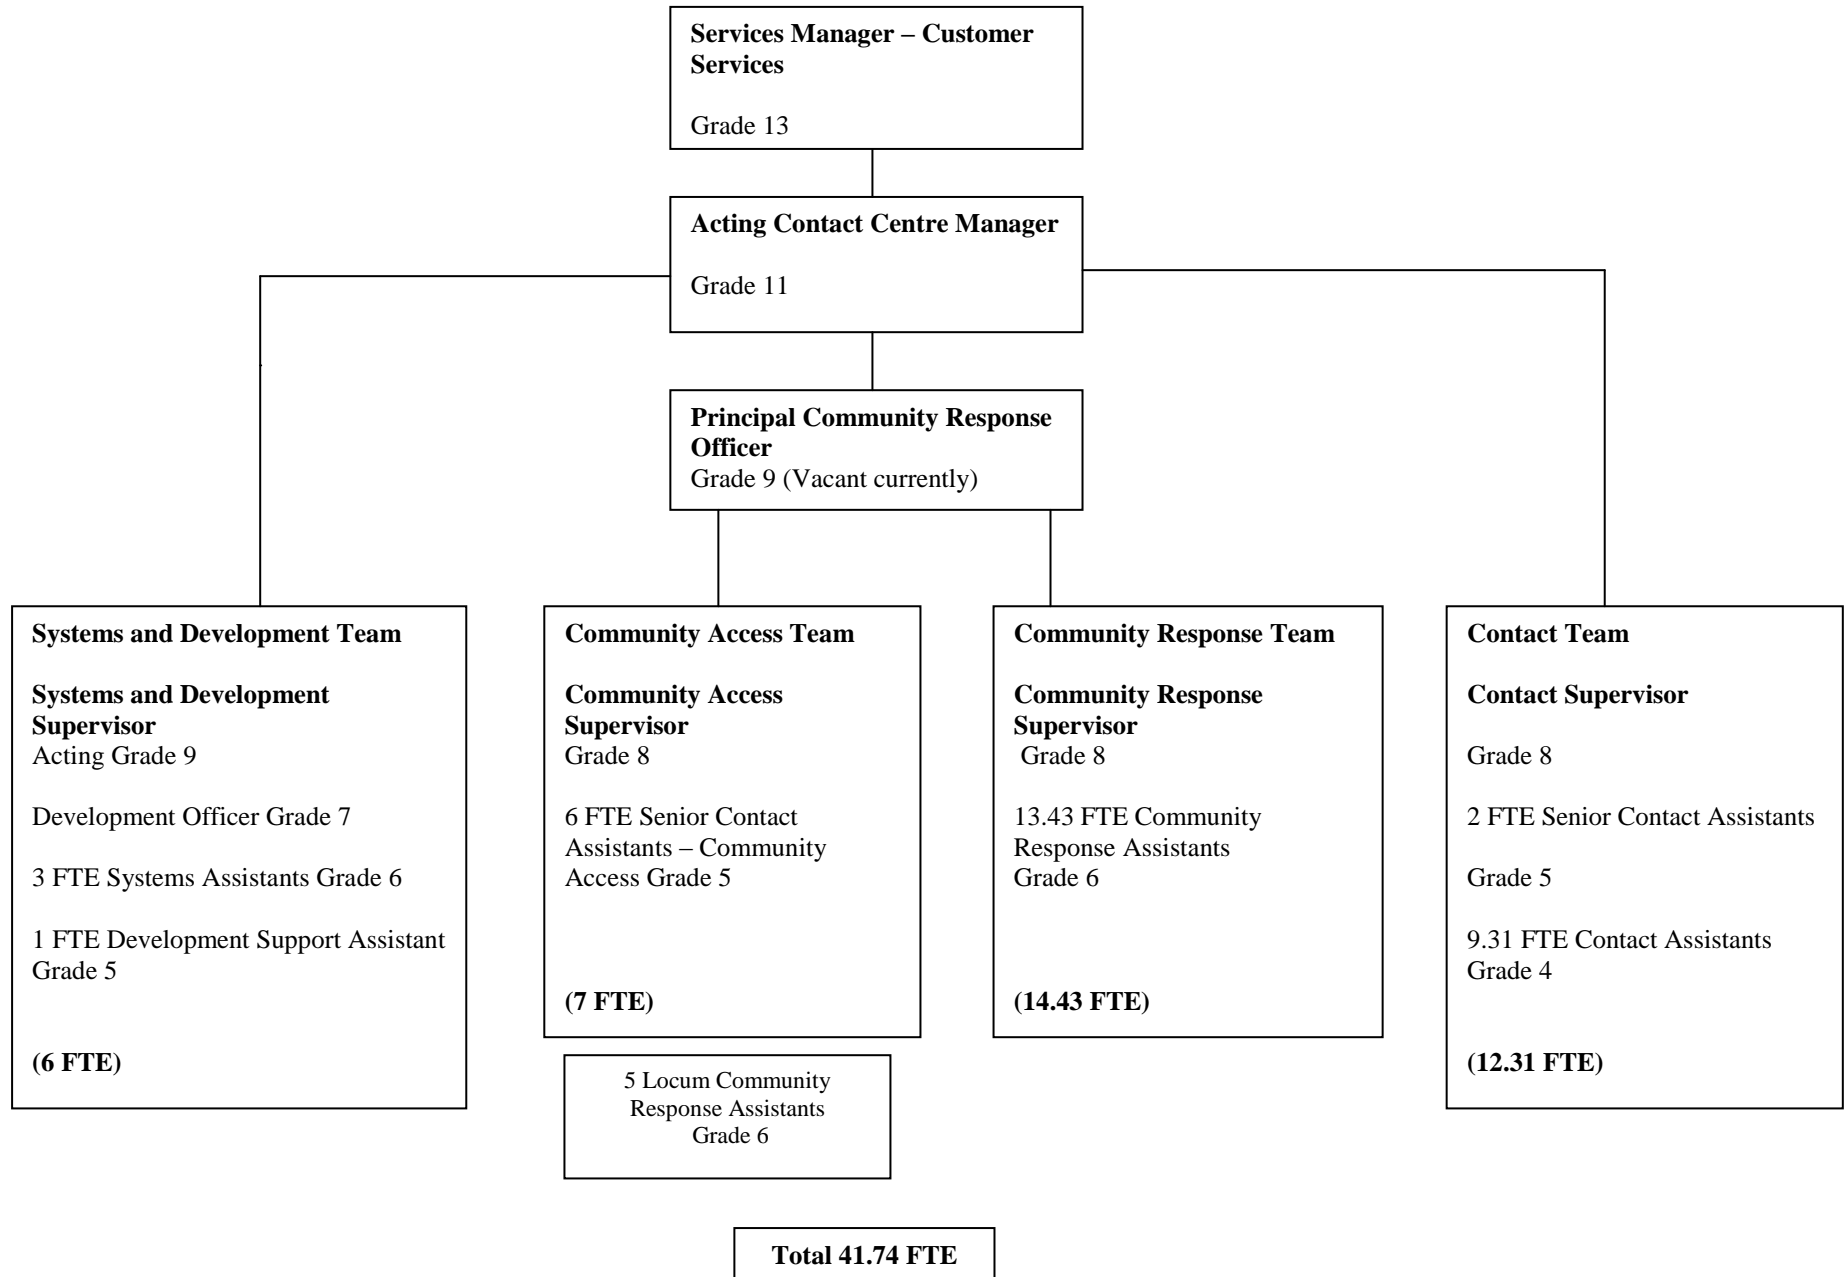 Services Manager – Customer
Services
Grade 13
Acting Contact Centre Manager
Grade 11
Principal Community Response
Officer
Grade 9 (Vacant currently)
Systems and Development Team
Systems and Development
Supervisor
Acting Grade 9
Development Officer Grade 7
3 FTE Systems Assistants Grade 6
1 FTE Development Support Assistant
Grade 5
(6 FTE)
Community Access Team
Community Access
Supervisor
Grade 8
6 FTE Senior Contact
Assistants – Community
Access Grade 5
(7 FTE)
5 Locum Community
Response Assistants
Grade 6
Community Response Team
Community Response
Supervisor
Grade 8
13.43 FTE Community
Response Assistants
Grade 6
(14.43 FTE)
Contact Team
Contact Supervisor
Grade 8
2 FTE Senior Contact Assistants
Grade 5
9.31 FTE Contact Assistants
Grade 4
(12.31 FTE)
Total 41.74 FTE